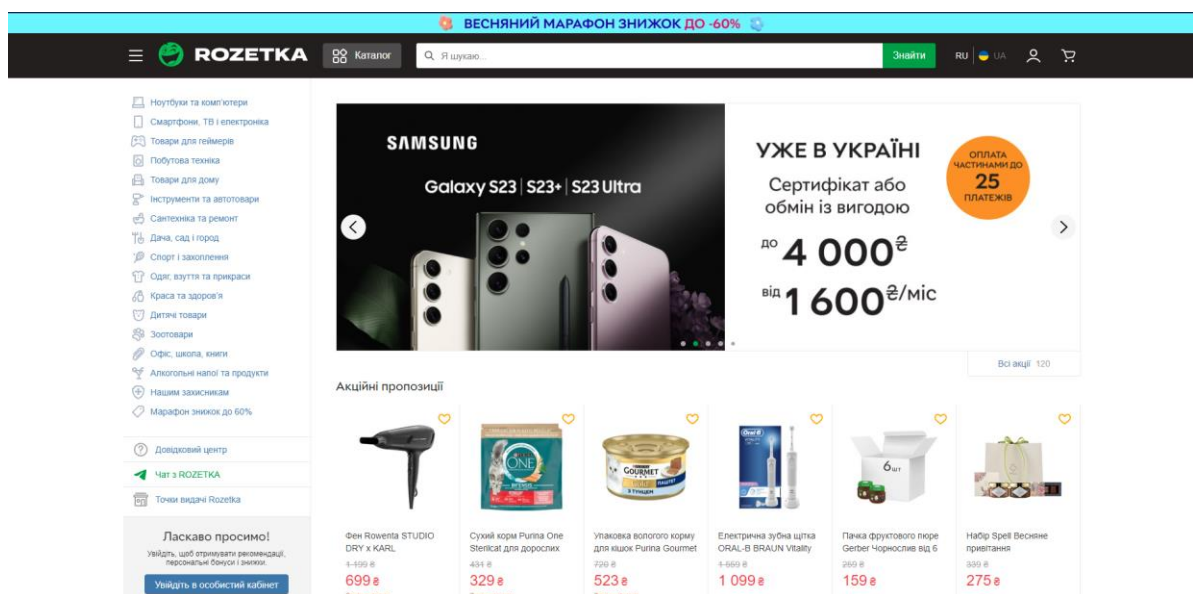 ВЕСНЯНИЙ МАРАФОН ЗНИЖОК ДО -60%
ROZETKA
Каталог
Я шукаю...
Знайти
RU | UA
Ноутбуки та комп'ютери
Смартфони, ТВ і електроніка
Товари для геймерів
Побутова техніка
Товари для дому
Інструменти та автотовари
Сантехніка та ремонт
Дача, сад і город
Спорт і захоплення
Одяг, взуття та прикраси
Краса та здоров'я
Дитячі товари
Зоотовари
Офіс, школа, книги
Алкогольні напої та продукти
Нашим захисникам
Марафон знижок до 60%
Довідковий центр
Чат з ROZETKA
Точки видачі Rozetka
Ласкаво просимо!
Увійдіть, щоб отримувати рекомендації,
персональні бонуси і знижки.
Увійдіть в особистий кабінет
SAMSUNG
Galaxy S23 | S23+ | S23 Ultra
УЖЕ В УКРАЇНІ
Сертифікат або
обмін із вигодою
до 4 000₴
від 1 600₴/міс
ОПЛАТА
ЧАСТИНАМИ ДО
25
ПЛАТЕЖІВ
Всі акції 120
Акційні пропозиції
ONE
Oral-B
GOURMET
З ТУНЦЕМ
6 шт
Фен Rowenta STUDIO
DRY x KARL
1 199 ₴
699 ₴
Сухий корм Purina One
Sterilcat для дорослих
431 ₴
329 ₴
Упаковка вологого корму
для кішок Purina Gourmet
720 ₴
523 ₴
Електрична зубна щітка
ORAL-B BRAUN Vitality
1 559 ₴
1 099 ₴
Пачка фруктового пюре
Gerber Чорнослив від 6
159 ₴
Набір Spell Весняне
привітання
339 ₴
275 ₴